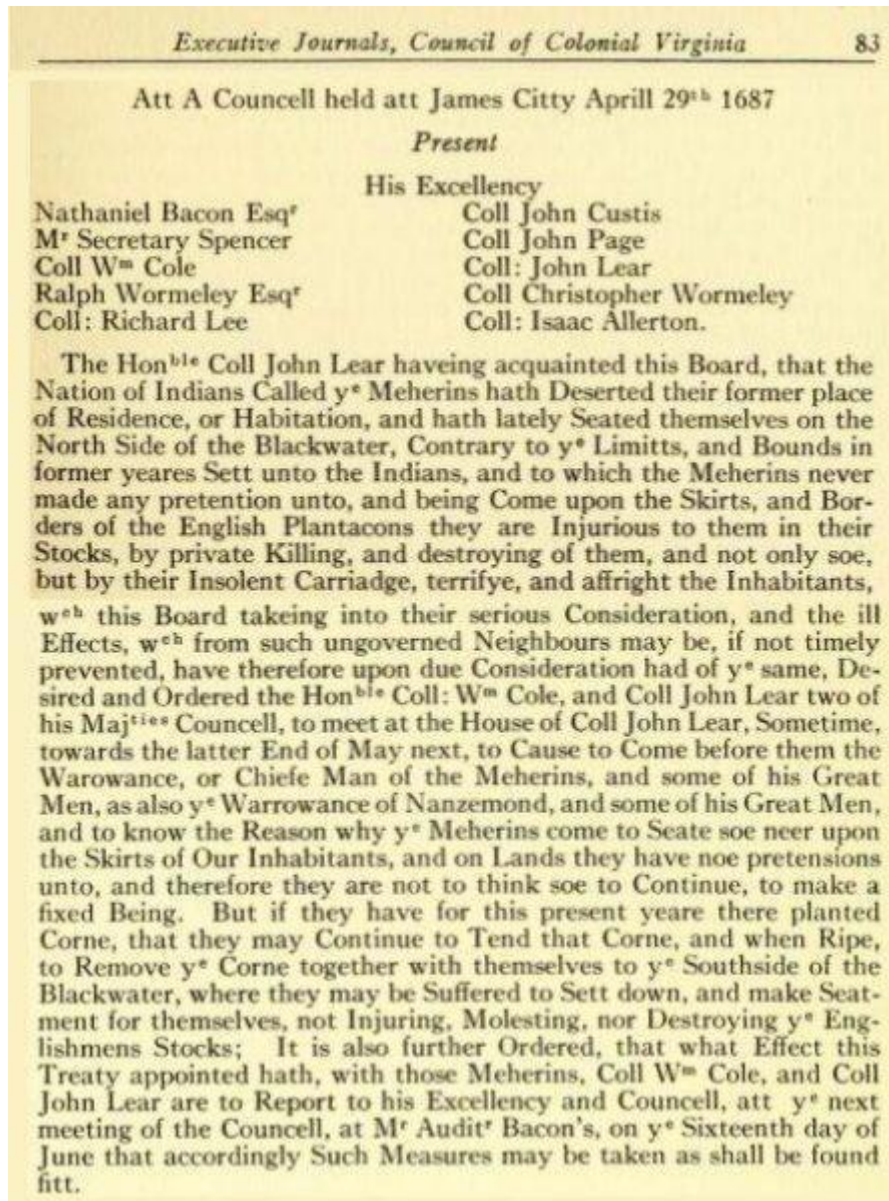 Executive Journals, Council of Colonial Virginia 83
Att A Councell held att James Citty Aprill 29th 1687
Present
His Excellency
Nathaniel Bacon Esqr Coll John Custis
Mr Secretary Spencer Coll John Page
Coll Wm Cole Coll: John Lear
Ralph Wormeley Esqr Coll Christopher Wormeley
Coll: Richard Lee Coll: Isaac Allerton.
The Honble Coll John Lear haveing acquainted this Board, that the
Nation of Indians Called ye Meherins hath Deserted their former place
of Residence, or Habitation, and hath lately Seated themselves on the
North Side of the Blackwater, Contrary to ye Limitts, and Bounds in
former yeares Sett unto the Indians, and to which the Meherins never
made any pretention unto, and being Come upon the Skirts, and Bor-
ders of the English Plantacons they are Injurious to them in their
Stocks, by private Killing, and destroying of them, and not only soe,
but by their Insolent Carriadge, terrifye, and affright the Inhabitants,
wch this Board takeing into their serious Consideration, and the ill
Effects, wch from such ungoverned Neighbours may be, if not timely
prevented, have therefore upon due Consideration had of ye same, De-
sired and Ordered the Honble Coll: Wm Cole, and Coll John Lear two of
his Majties Councell, to meet at the House of Coll John Lear, Sometime,
towards the latter End of May next, to Cause to Come before them the
Warowance, or Chiefe Man of the Meherins, and some of his Great
Men, as also ye Warrowance of Nanzemond, and some of his Great Men,
and to know the Reason why ye Meherins come to Seate soe neer upon
the Skirts of Our Inhabitants, and on Lands they have noe pretensions
unto, and therefore they are not to think soe to Continue, to make a
fixed Being. But if they have for this present yeare there planted
Corne, that they may Continue to Tend that Corne, and when Ripe,
to Remove ye Corne together with themselves to ye Southside of the
Blackwater, where they may be Suffered to Sett down, and make Seat-
ment for themselves, not Injuring, Molesting, nor Destroying ye Eng-
lishmens Stocks; It is also further Ordered, that what Effect this
Treaty appointed hath, with those Meherins, Coll Wm Cole, and Coll
John Lear are to Report to his Excellency and Councell, att ye next
meeting of the Councell, at Mr Auditr Bacon's, on ye Sixteenth day of
June that accordingly Such Measures may be taken as shall be found
fitt.